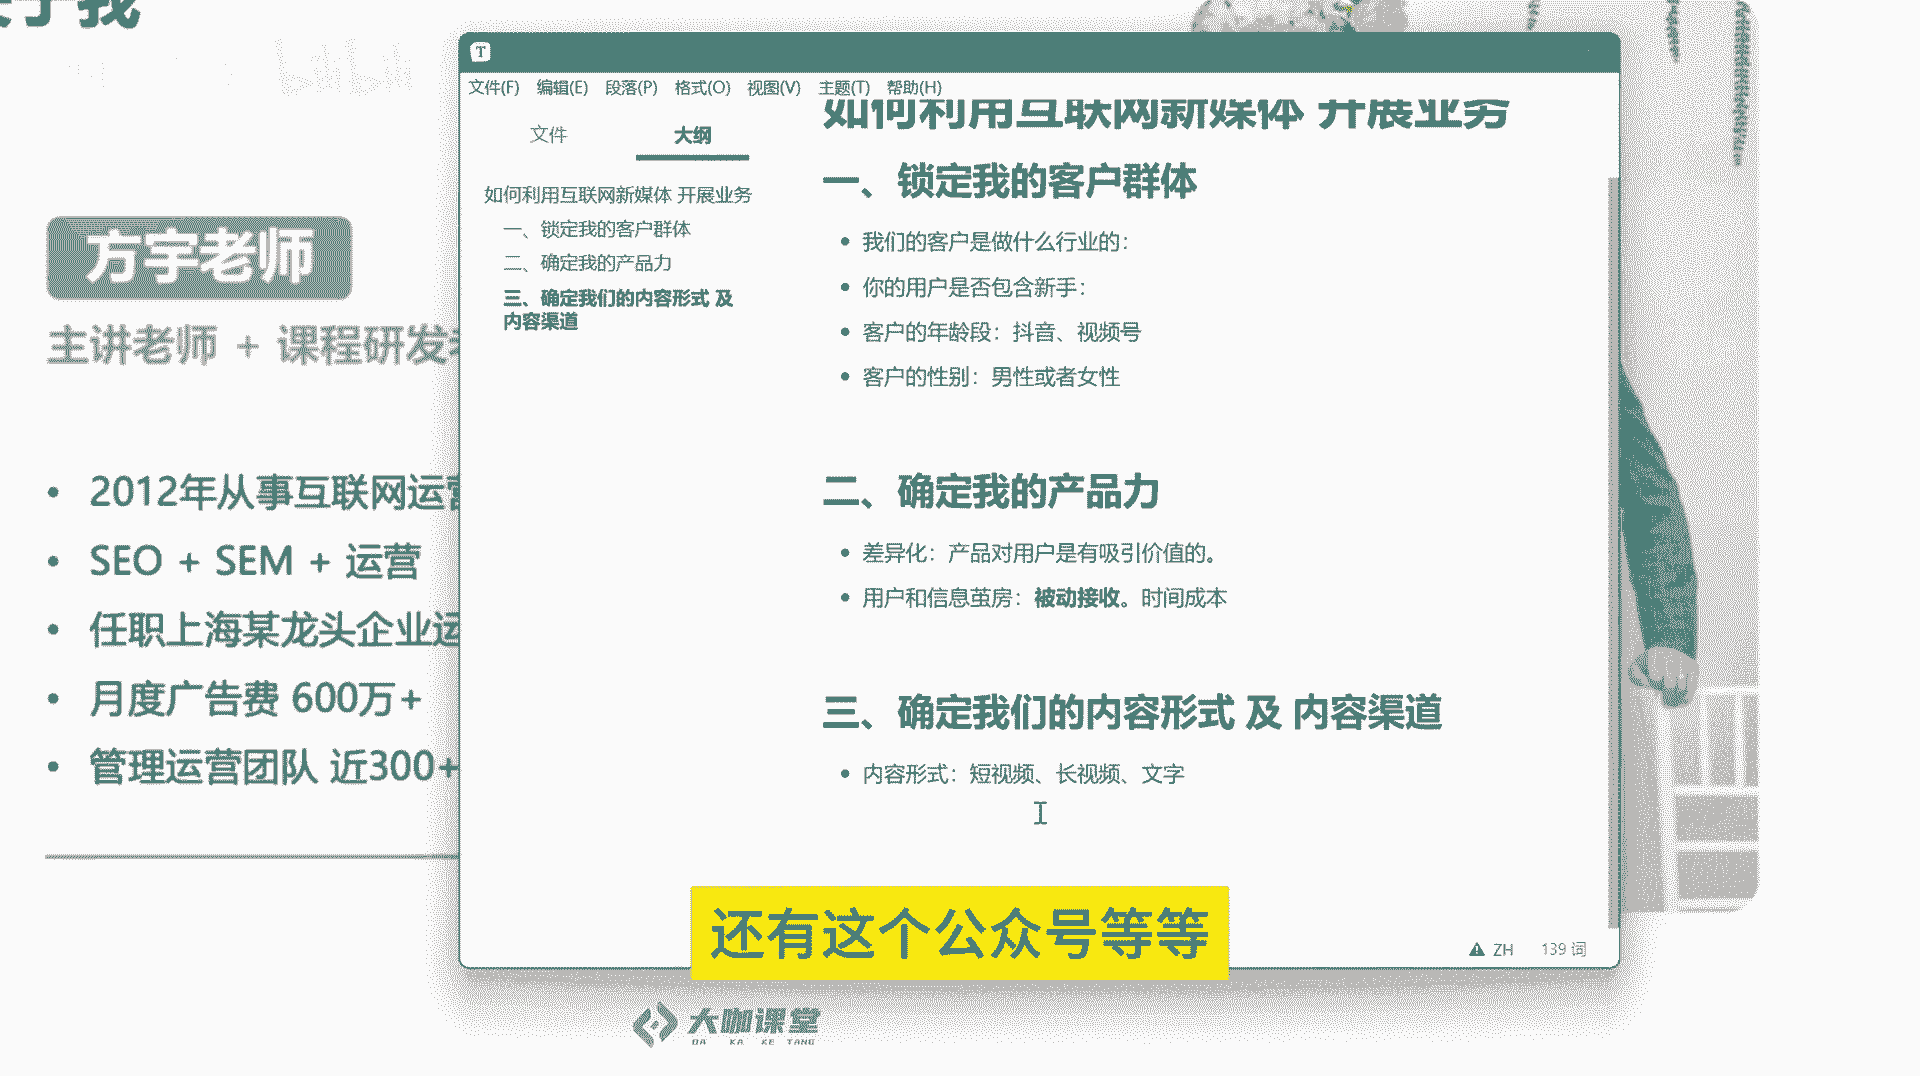 bilibili
方宇老师
主讲老师 + 课程研发
2012年从事互联网运营
SEO + SEM + 运营
任职上海某龙头企业运
月度广告费 600万+
管理运营团队 近300+
T
文件(F) 编辑(E) 段落(P) 格式(O) 视图(V) 主题(T) 帮助(H)
文件 大纲
如何利用互联网新媒体 开展业务
一、锁定我的客户群体
二、确定我的产品力
三、确定我们的内容形式 及
内容渠道
如何利用互联网新媒体 开展业务
一、锁定我的客户群体
我们的客户是做什么行业的：
你的用户是否包含新手：
客户的年龄段：抖音、视频号
客户的性别：男性或者女性
二、确定我的产品力
差异化：产品对用户是有吸引价值的。
用户和信息茧房：被动接收。时间成本
三、确定我们的内容形式 及 内容渠道
内容形式：短视频、长视频、文字
ZH 139 词
还有这个公众号等等
大咖课堂
DA KA KE TANG